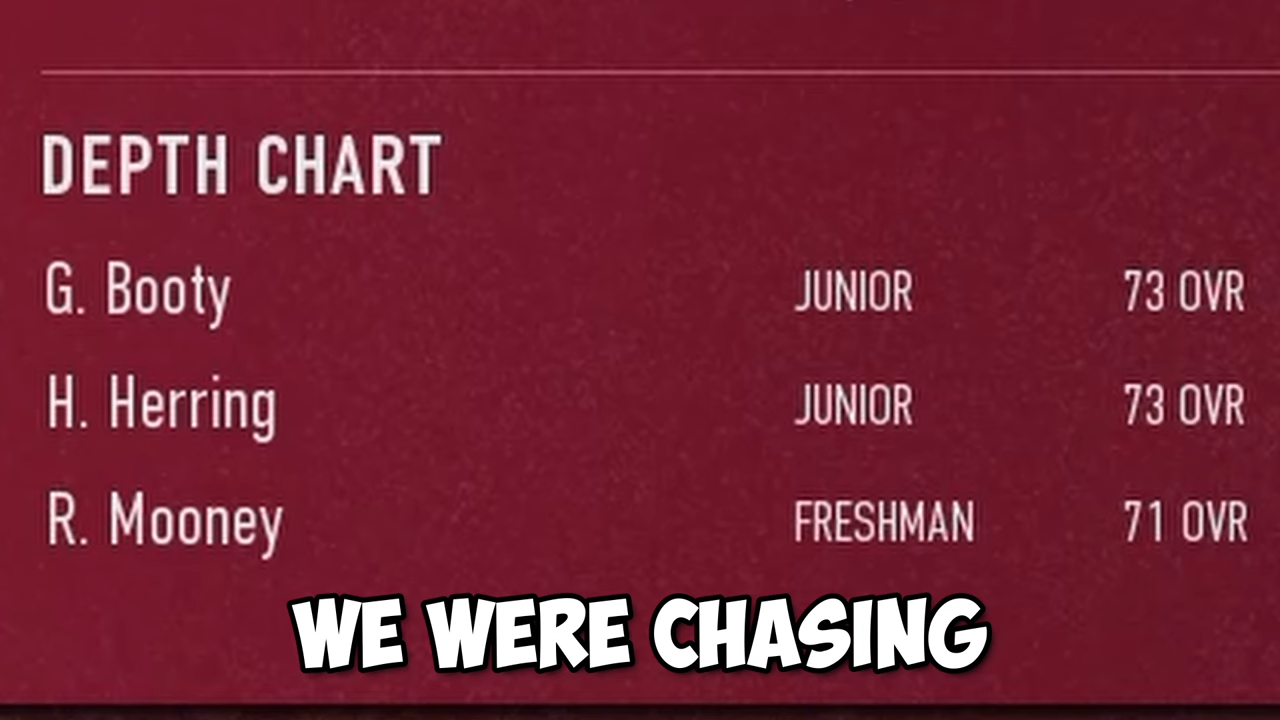 DEPTH CHART
G. Booty JUNIOR 73 OVR
H. Herring JUNIOR 73 OVR
R. Mooney FRESHMAN 71 OVR
WE WERE CHASING